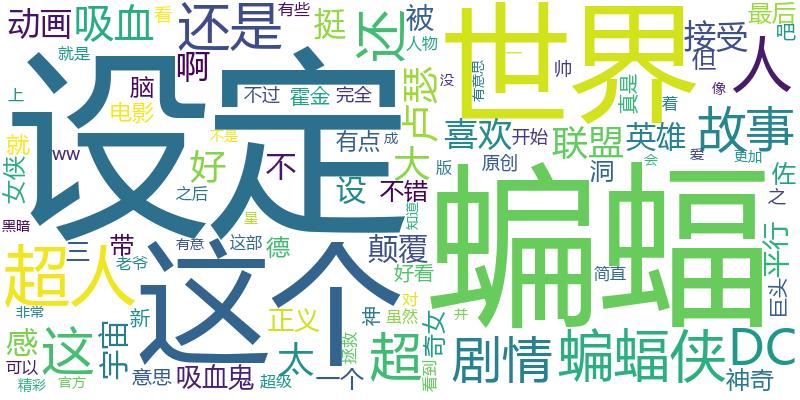 动画
吸血
看
有些
还是
挺
还
被
人物
世界
接受
最后
吧
但
人
就是
啊
设定
上
脑
电影
不过
霍金
完全
没
有意思
一
帅
真是
着
像
就
ww
不是
有点
成
大
卢瑟
喜欢
开始
联盟
英雄
故事
女侠
好
不
设
不错
版
原创
洞
会
爱
更加
佐
之
之后
星
知道
蝙蝠
黑暗
三
带
有意
这部
德
颠覆
平行
老爷
超人
这个
好看
简直
巨头
非常
新
正义
神
对
虽然
奇女
并
感
这
宇宙
太
拯救
超
看到
剧情
蝙蝠侠
DC
可以
精彩
官方
意思
吸血鬼
超级
一个
神奇